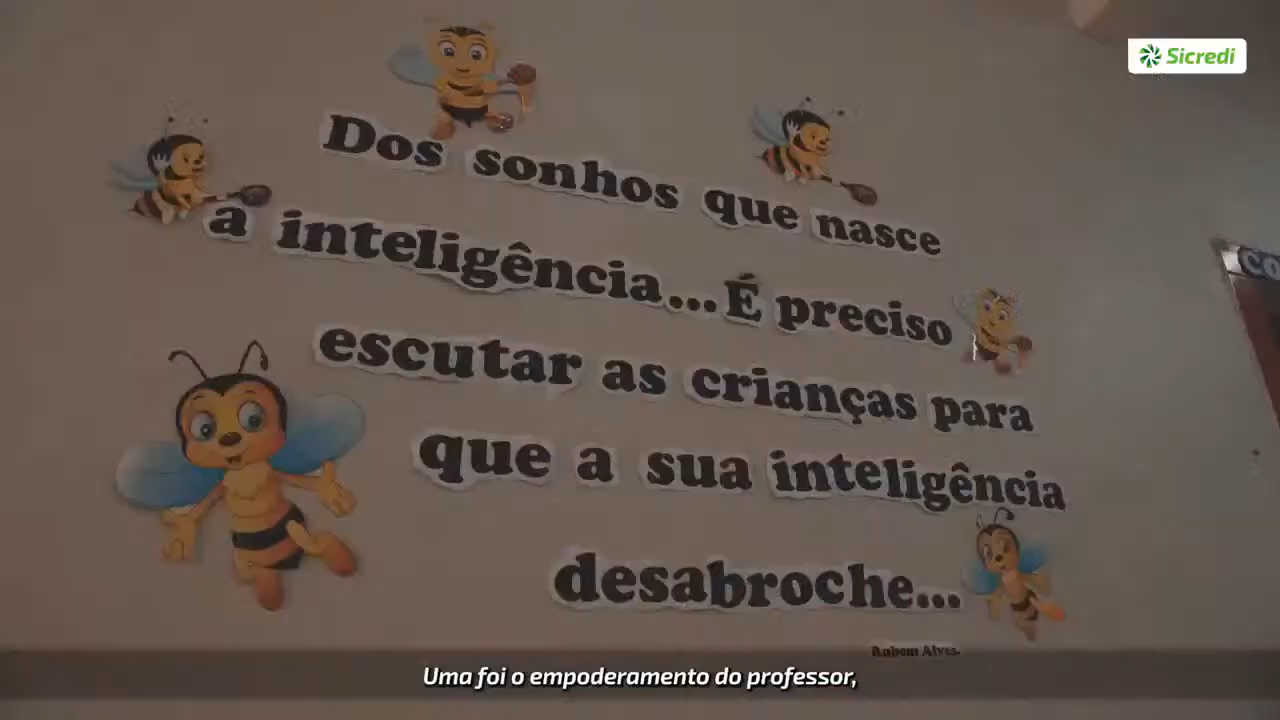 Sicredi
Dos sonhos que nasce
a inteligência...É preciso
escutar as crianças para
que a sua inteligência
desabroche...
Rubem Alves.
CO
Uma foi o empoderamento do professor,